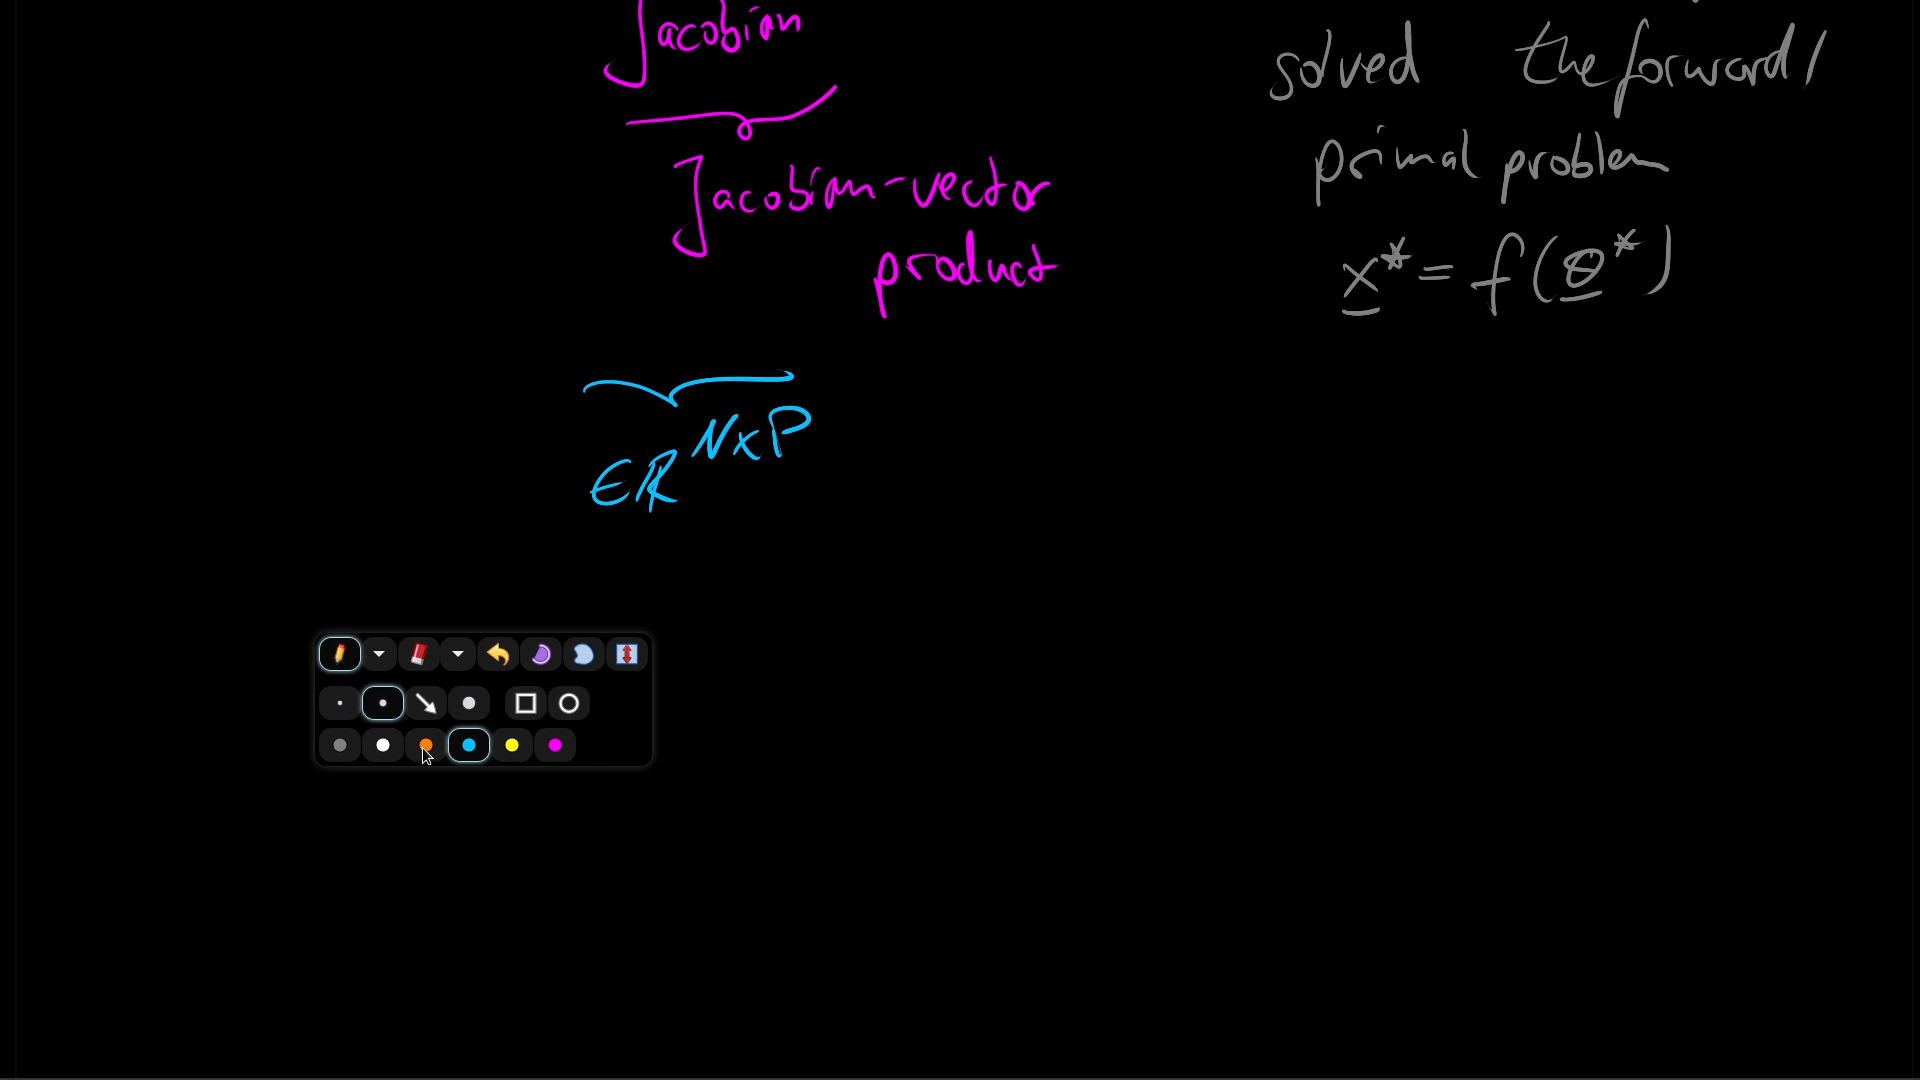 Jacobian
Jacobian-vector
product
∈ℝ^{N×P}
solved the forward/
primal problem
x* = f(θ*)